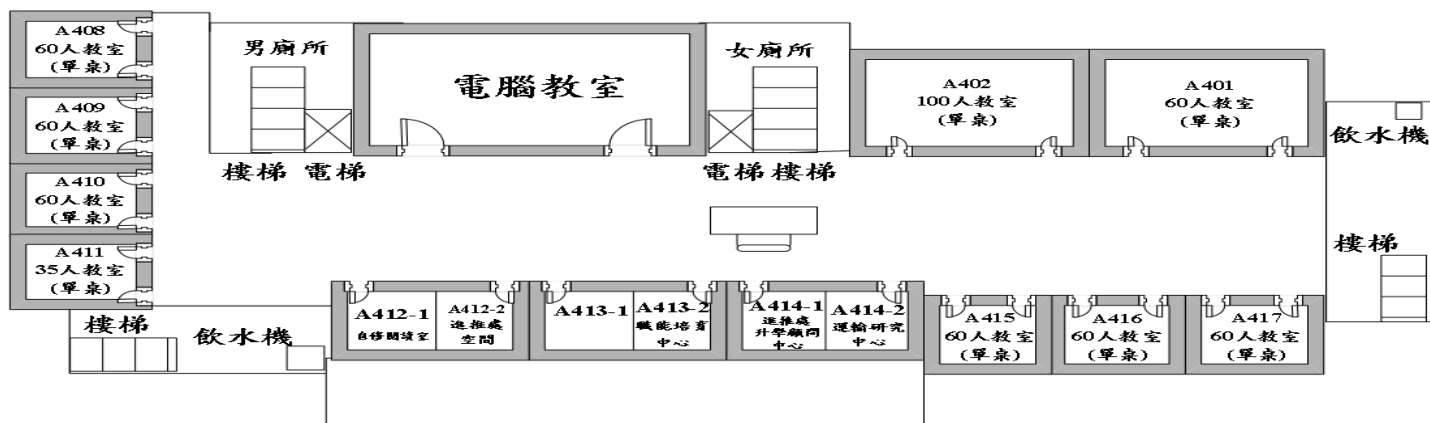 A408
60人教室
(單桌)
A409
60人教室
(單桌)
A410
60人教室
(單桌)
A411
35人教室
(單桌)
男廁所
樓梯
電梯
電腦教室
女廁所
電梯
樓梯
A402
100人教室
(單桌)
A401
60人教室
(單桌)
飲水機
樓梯
樓梯
飲水機
A412-1
自修閱讀室
A412-2
進推處
空間
A413-1
A413-2
職能培育
中心
A414-1
進推處
升學顧問
中心
A414-2
運輸研究
中心
A415
60人教室
(單桌)
A416
60人教室
(單桌)
A417
60人教室
(單桌)